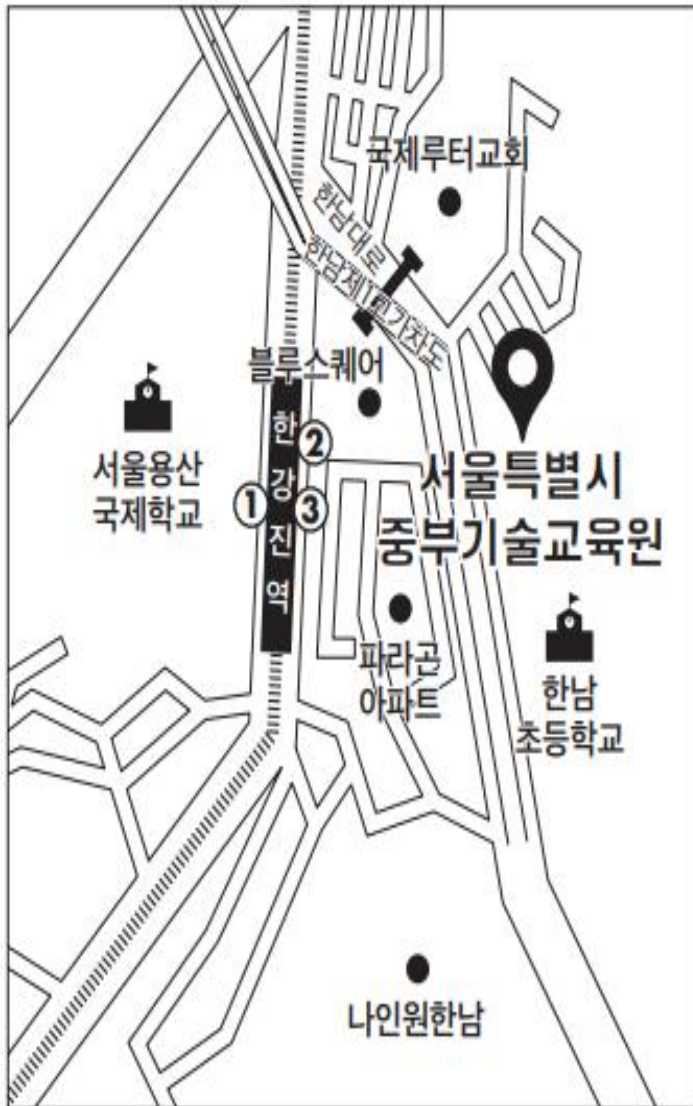 국제루터교회
한남대로
한남제1고가차도
블루스퀘어
한강진역
②
①
③
서울용산
국제학교
서울특별시
중부기술교육원
파라곤
아파트
한남
초등학교
나인원한남